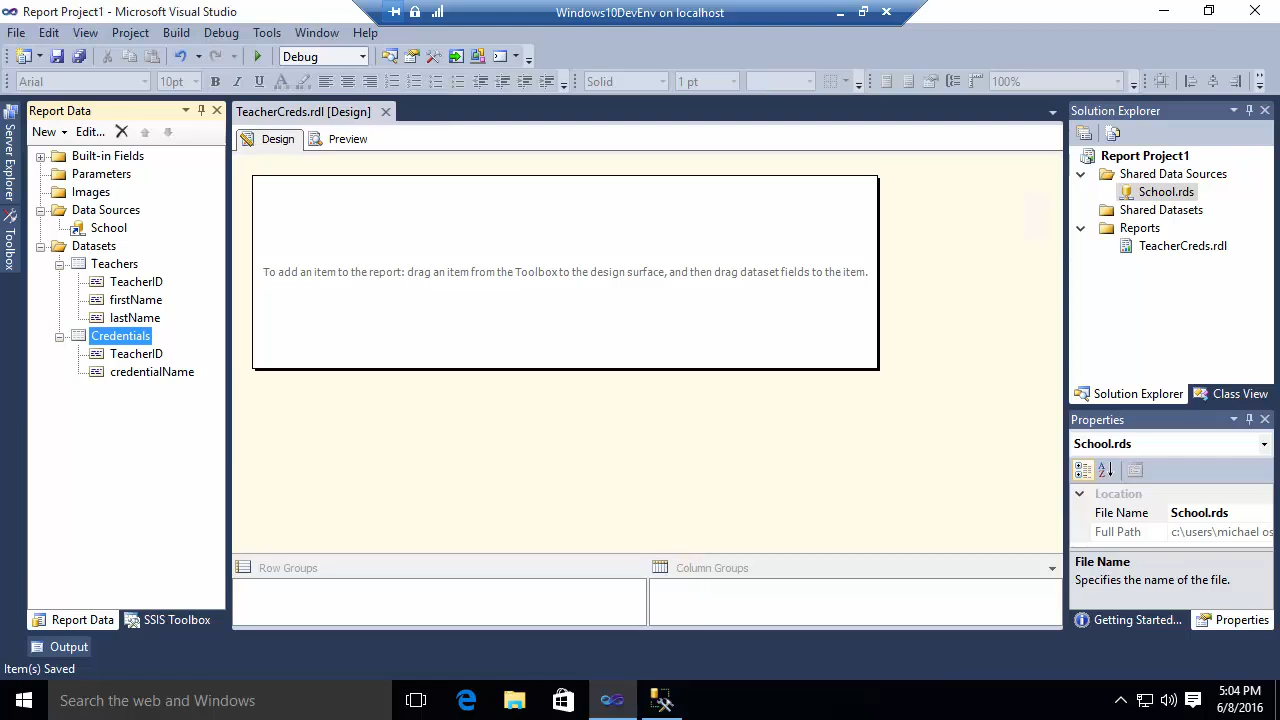 Report Project1 - Microsoft Visual Studio
Windows10DevEnv on localhost
File Edit View Project Build Debug Tools Window Help
Debug
Arial 10pt B I U A Solid 1 pt 100%
Server Explorer
Toolbox
Report Data
New Edit...
Built-in Fields
Parameters
Images
Data Sources
School
Datasets
Teachers
TeacherID
firstName
lastName
Credentials
TeacherID
credentialName
Report Data SSIS Toolbox
TeacherCreds.rdl [Design]
Design Preview
To add an item to the report: drag an item from the Toolbox to the design surface, and then drag dataset fields to the item.
Row Groups Column Groups
Solution Explorer
Report Project1
Shared Data Sources
School.rds
Shared Datasets
Reports
TeacherCreds.rdl
Solution Explorer Class View
Properties
School.rds
Location
File Name School.rds
Full Path c:\users\michael os
File Name
Specifies the name of the file.
Getting Started... Properties
Output
Item(s) Saved
Search the web and Windows
5:04 PM
6/8/2016